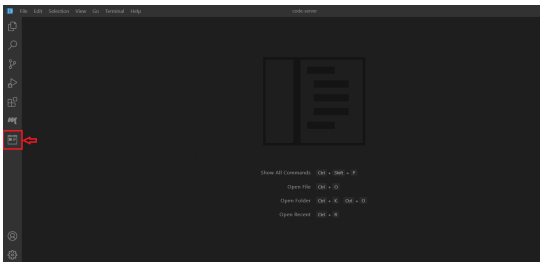 File Edit Selection View Go Terminal Help
code-server
Show All Commands Ctrl + Shift + P
Open File Ctrl + O
Open Folder Ctrl + K Ctrl + O
Open Recent Ctrl + R